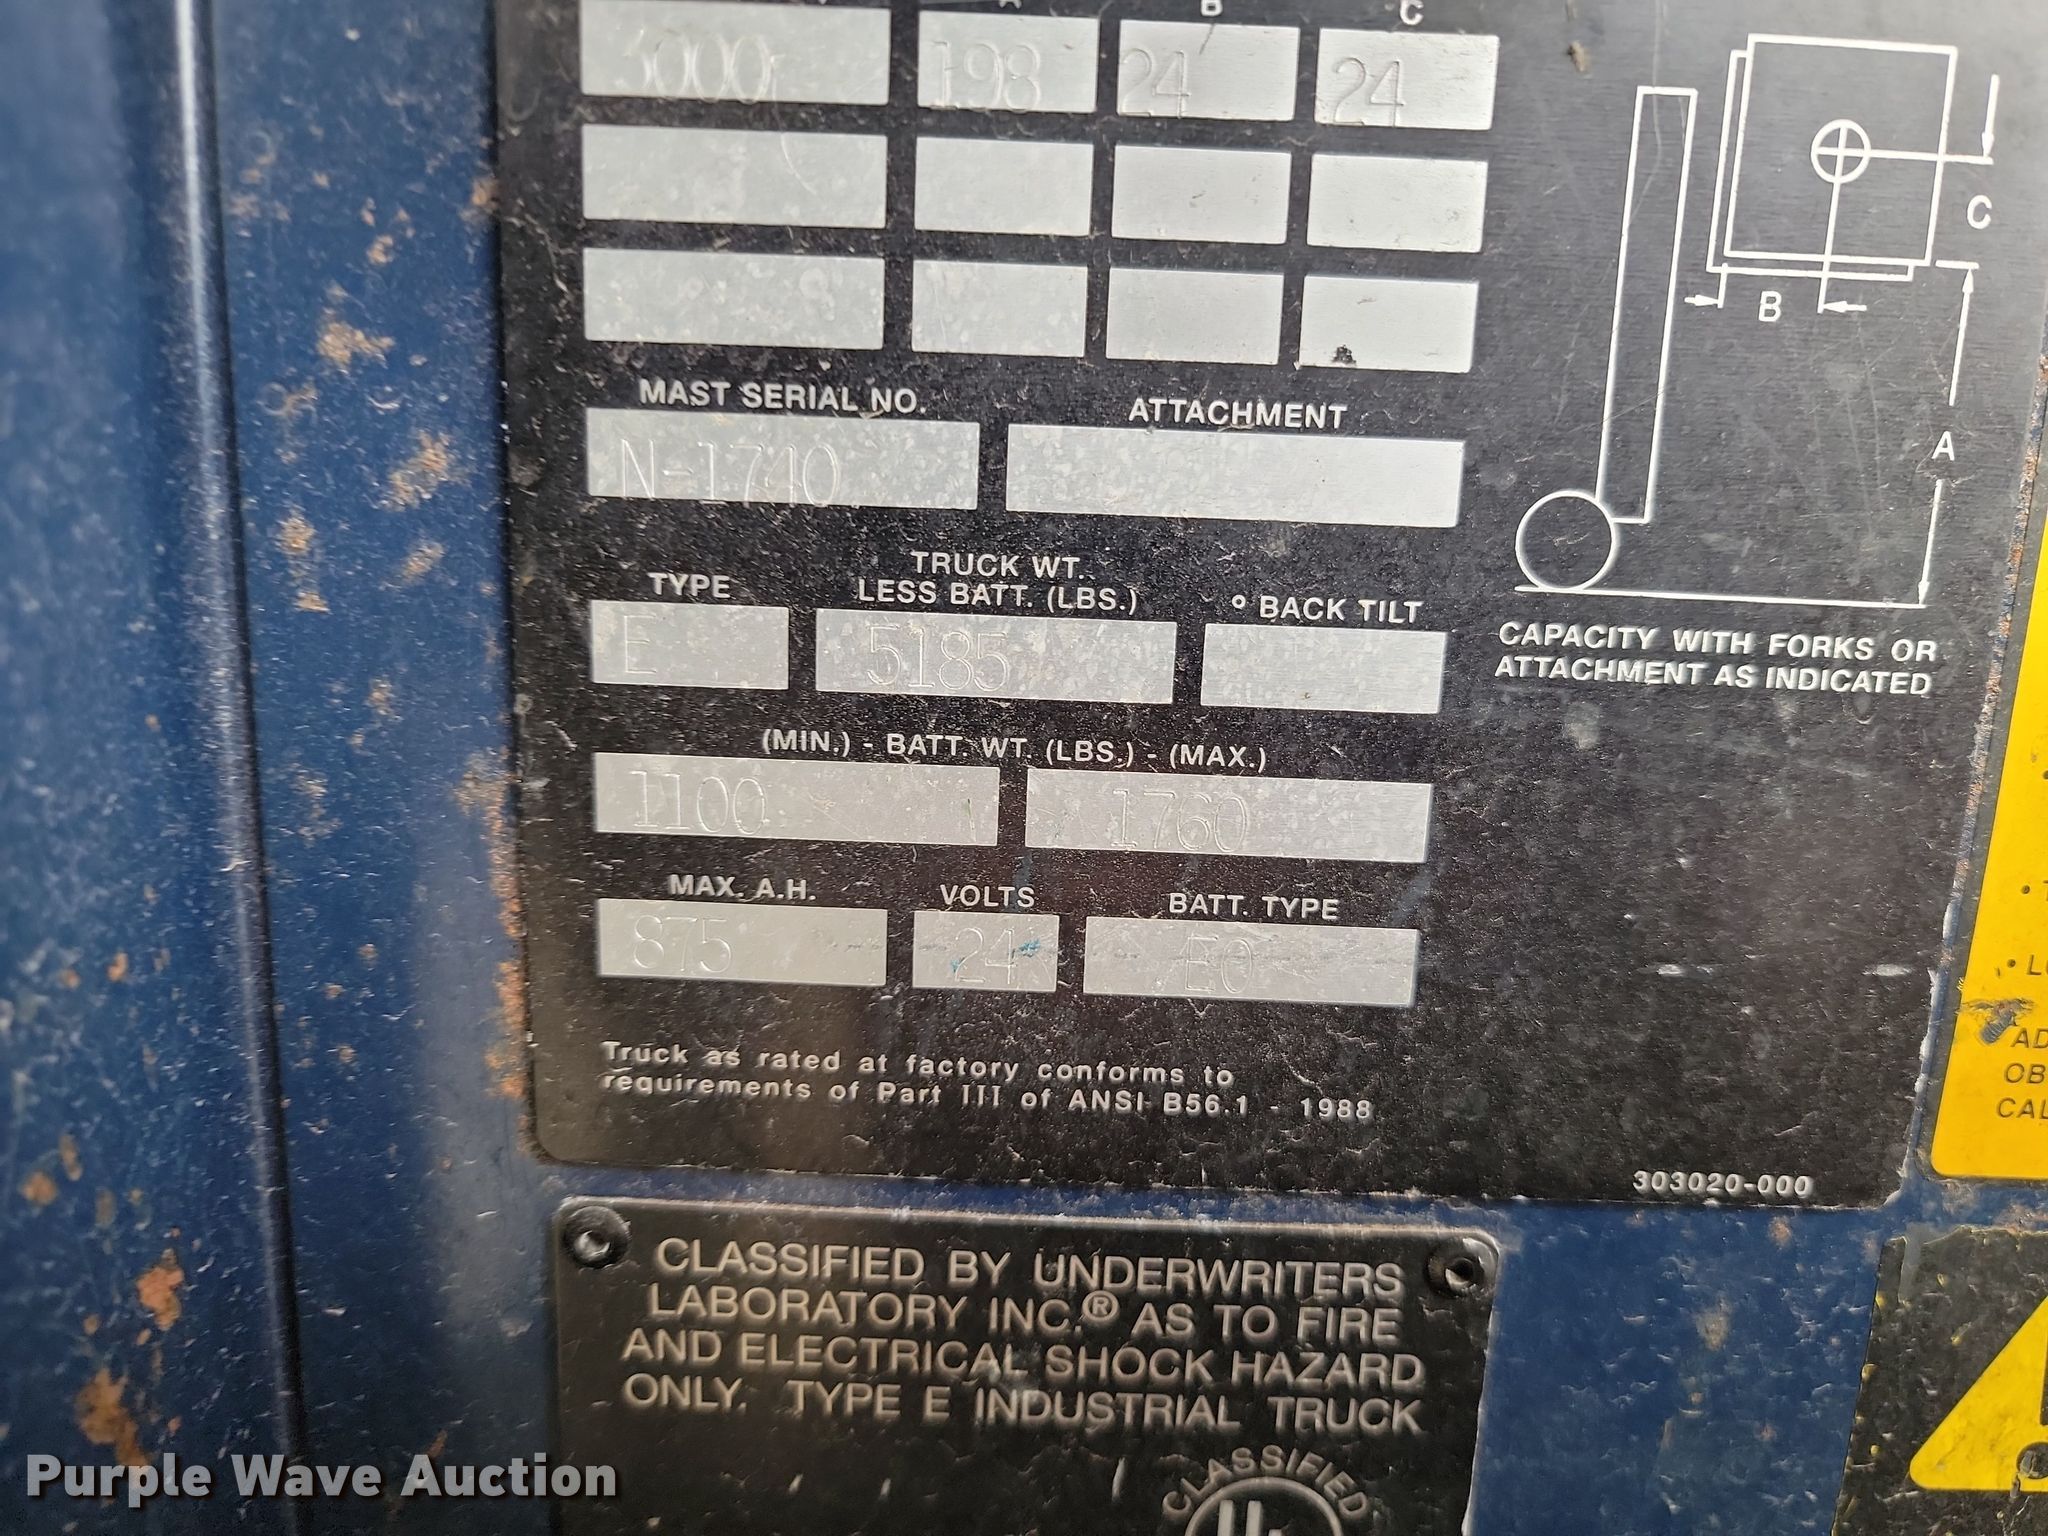 A B C
3000 198 24 24
MAST SERIAL NO. ATTACHMENT
N-1740
TYPE TRUCK WT. LESS BATT. (LBS.) ° BACK TILT
E 5185
(MIN.) - BATT. WT. (LBS.) - (MAX.)
1100 1760
MAX. A.H. VOLTS BATT. TYPE
875 24 EO
Truck as rated at factory conforms to
requirements of Part III of ANSI B56.1 - 1988
C
B
A
CAPACITY WITH FORKS OR
ATTACHMENT AS INDICATED
303020-000
CLASSIFIED BY UNDERWRITERS
LABORATORY INC.® AS TO FIRE
AND ELECTRICAL SHOCK HAZARD
ONLY. TYPE E INDUSTRIAL TRUCK
CLASSIFIED
AD
OB
CAL
Purple Wave Auction